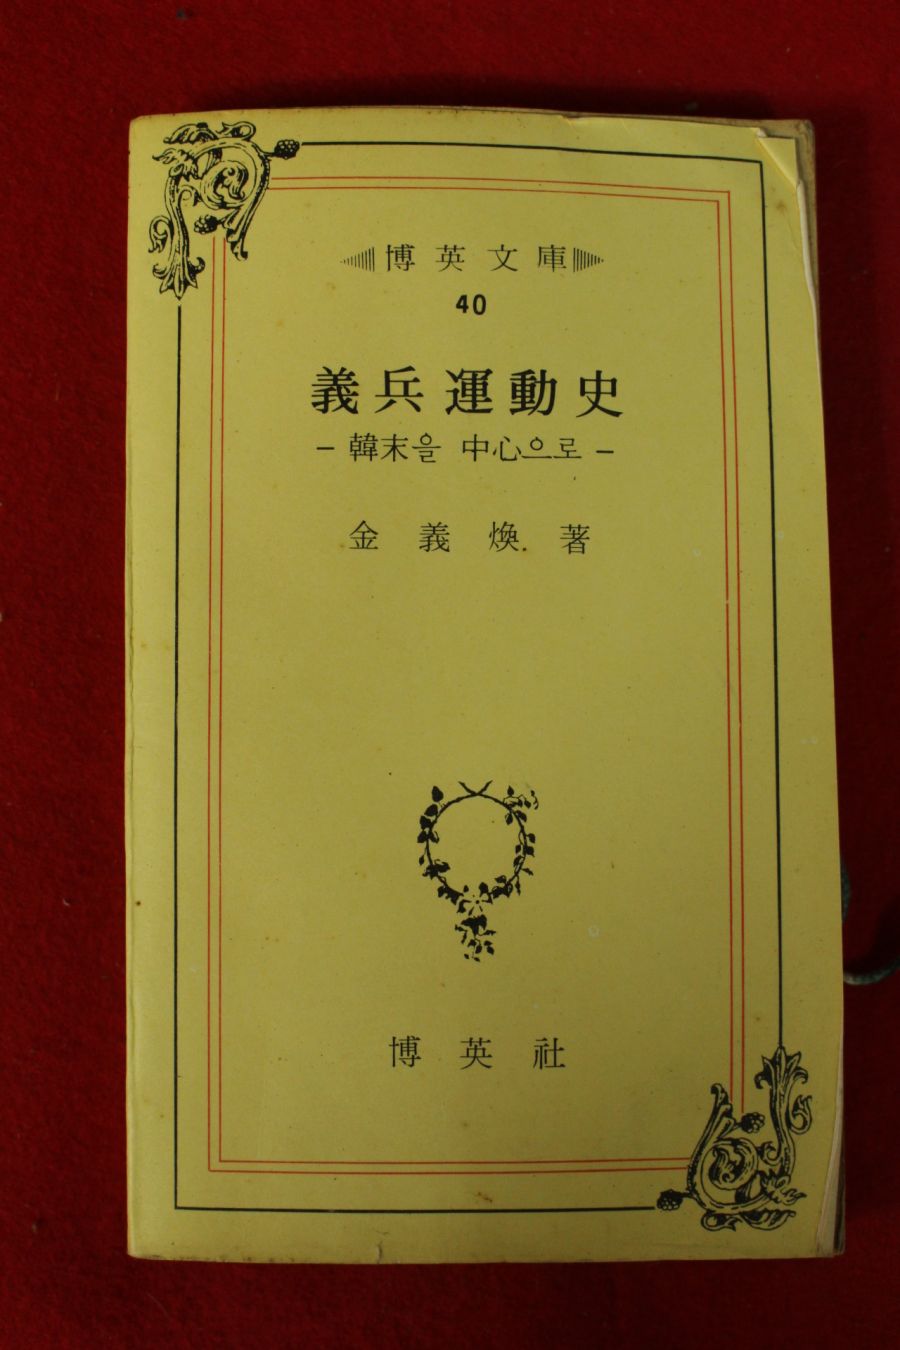 博英文庫
40
義兵運動史
- 韓末을 中心으로 -
金義煥 著
博英社